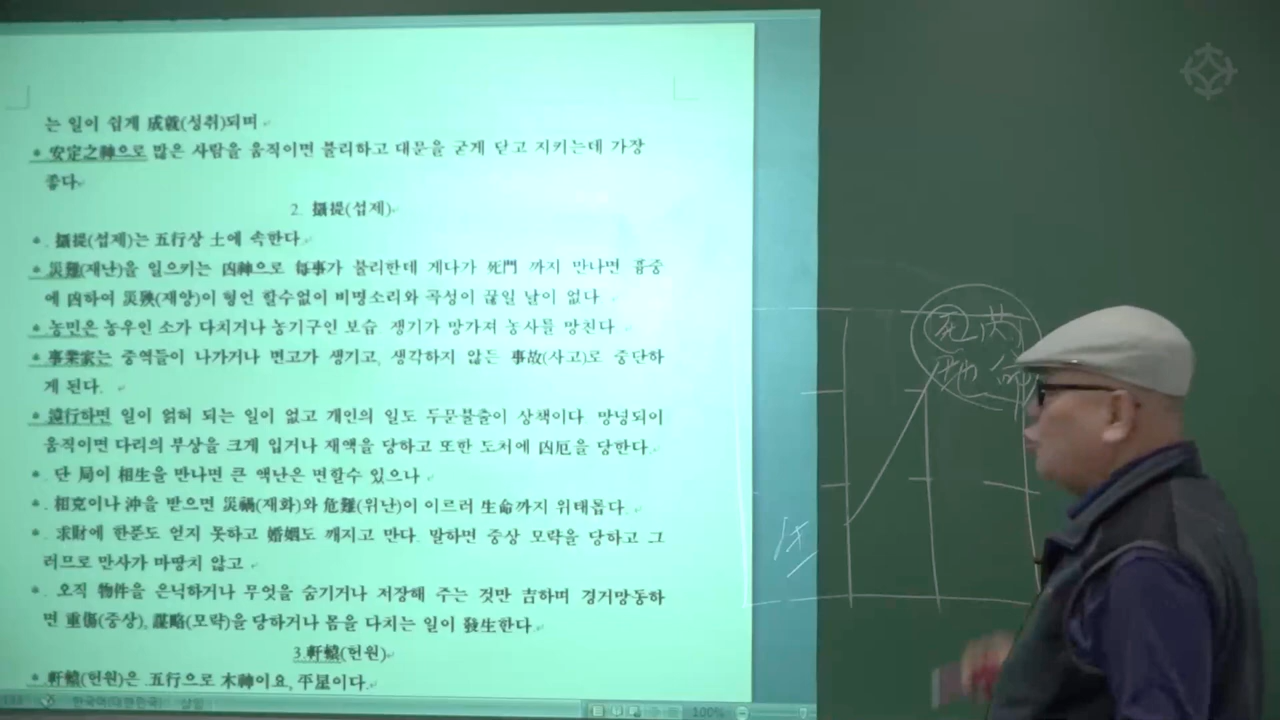 는 일이 쉽게 成就(성취)되며
安定之神으로 많은 사람을 움직이면 불리하고 대문을 굳게 닫고 지키는데 가장
좋다.
2. 攝提(섭제)
. 攝提(섭제)는 五行상 土에 속한다.
災難(재난)을 일으키는 凶神으로 每事가 불리한데 게다가 死門 까지 만나면 흉중
에 凶하여 災殃(재앙)이 형언 할수없이 비명소리와 곡성이 끊일 날이 없다
농민은 농우인 소가 다치거나 농기구인 보습 쟁기가 망가져 농사를 망친다
事業家는 중역들이 나가거나 면고가 생기고, 생각하지 않든 事故(사고)로 중단하
게 된다.
遠行하면 일이 얽혀 되는 일이 없고 개인의 일도 두문불출이 상책이다 망녕되이
움직이면 다리의 부상을 크게 입거나 재액을 당하고 또한 도처에 凶厄을 당한다.
단 局이 相生을 만나면 큰 액난은 면할수 있으나
. 相克이나 沖을 받으면 災禍(재화)와 危難(위난)이 이르러 生命까지 위태롭다.
. 求財에 한푼도 얻지 못하고 婚姻도 깨지고 만다. 말하면 중상 모략을 당하고 그
러므로 만사가 마땅치 않고
. 오직 物件을 은닉하거나 무엇을 숨기거나 저장해 주는 것만 吉하며 경거망동하
면 重傷(중상), 謀略(모략)을 당하거나 몸을 다치는 일이 發生한다.
3.軒轅(헌원)
軒轅(헌원)은 五行으로 木神이요, 平星이다.
한국어(대한민국) 삽입 100%
死